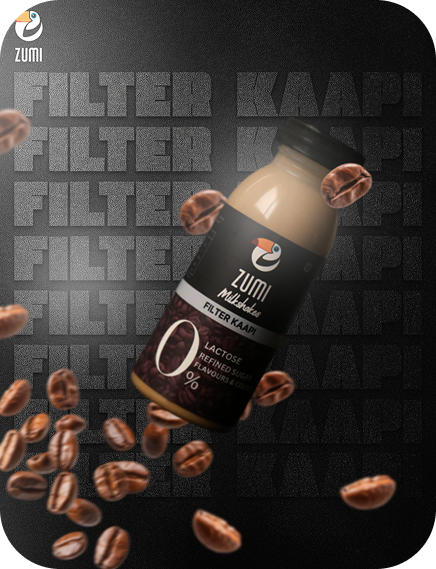 ZUMI
FILTER KAAPI
FILTER KAAPI
FILTER KAAPI
FILTER KAAPI
FILTER KAAPI
FILTER KAAPI
FILTER KAAPI
FILTER KAAPI
ZUMI
Milkshakes
FILTER KAAPI
0%
LACTOSE
REFINED SUGAR
FLAVOURS &